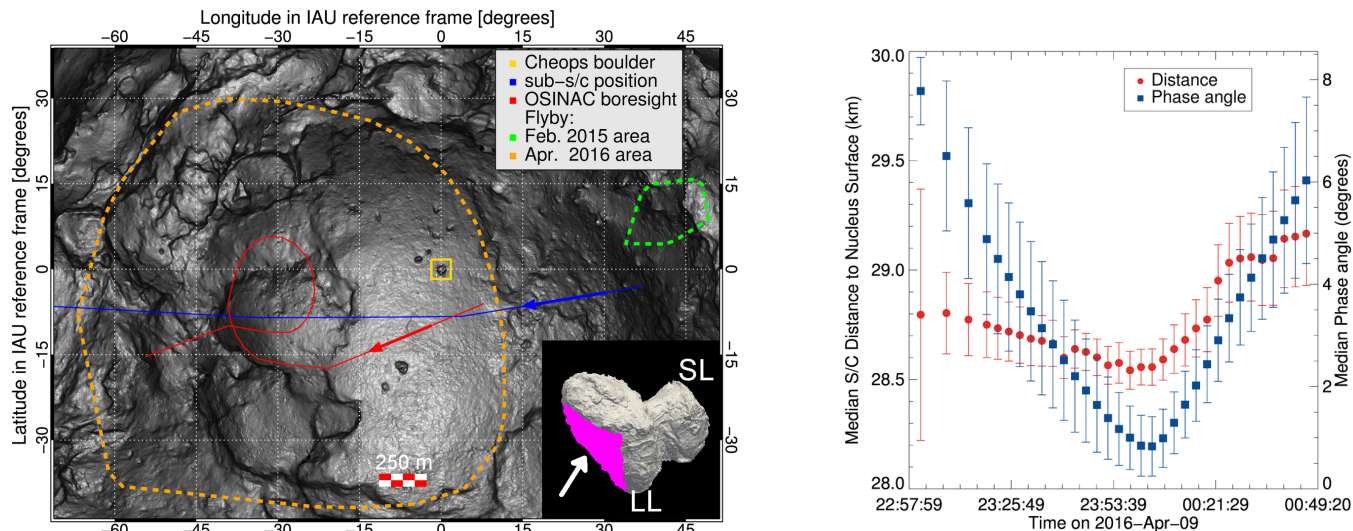 Longitude in IAU reference frame [degrees]
−60 −45 −30 −15 0 15 30 45
Latitude in IAU reference frame [degrees]
30
15
0
−15
−30
30
15
0
−15
−30
−60 −45 −30 −15 0 15 30 45
Cheops boulder
sub−s/c position
OSINAC boresight
Flyby:
Feb. 2015 area
Apr. 2016 area
250 m
SL
LL
Median S/C Distance to Nucleus Surface (km)
30.0
29.5
29.0
28.5
28.0
Distance
Phase angle
8
6
4
2
0
Median Phase angle (degrees)
22:57:59 23:25:49 23:53:39 00:21:29 00:49:20
Time on 2016−Apr−09